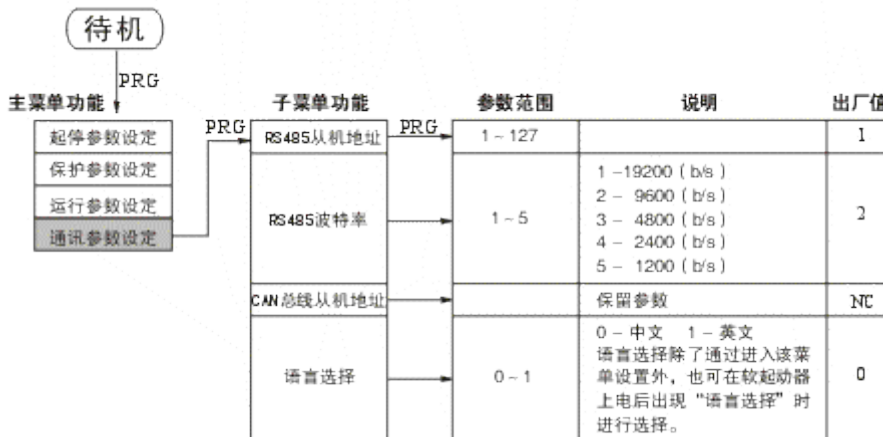 待机
PRG
主菜单功能 子菜单功能 参数范围 说明 出厂值
起停参数设定
保护参数设定
运行参数设定
通讯参数设定
PRG
RS485从机地址 PRG 1~127 1
RS485波特率 1~5 2
1 -19200 ( b/s )
2 - 9600 ( b/s )
3 - 4800 ( b/s )
4 - 2400 ( b/s )
5 - 1200 ( b/s )
CAN总线从机地址 保留参数 NC
语言选择 0~1 0
0 - 中文 1 - 英文
语言选择除了通过进入该菜
单设置外，也可在软起动器
上电后出现“语言选择”时
进行选择。